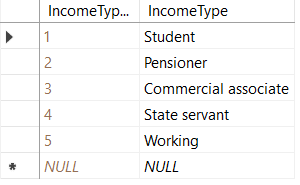 IncomeTyp... IncomeType
1 Student
2 Pensioner
3 Commercial associate
4 State servant
5 Working
NULL NULL